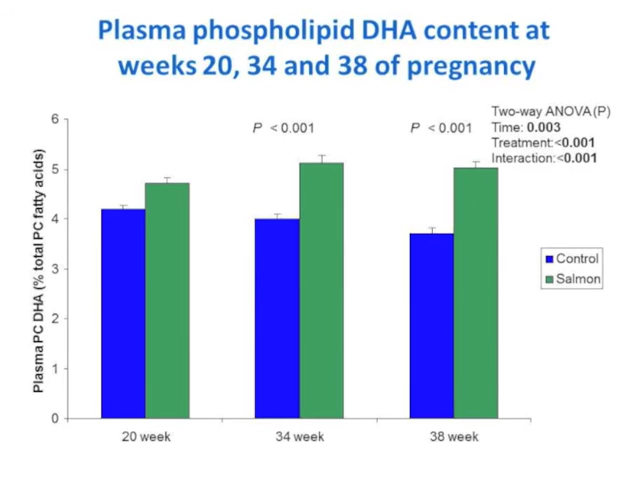 Plasma phospholipid DHA content at
weeks 20, 34 and 38 of pregnancy
Two-way ANOVA (P)
Time: 0.003
Treatment:<0.001
Interaction:<0.001
P < 0.001
P < 0.001
Plasma PC DHA (% total PC fatty acids)
6
5
4
3
2
1
0
20 week
34 week
38 week
Control
Salmon